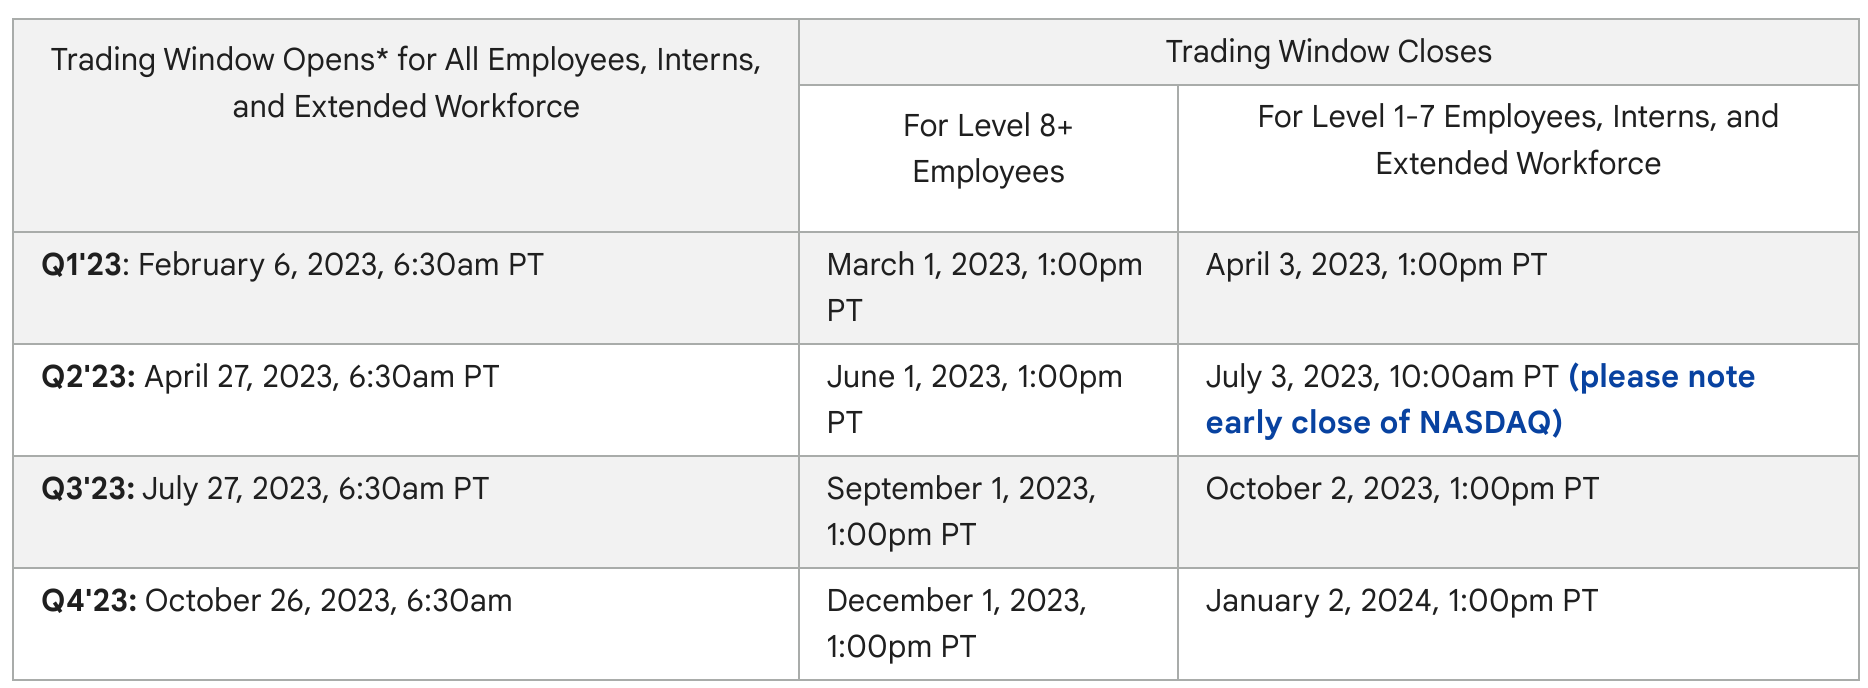 Trading Window Opens* for All Employees, Interns,
and Extended Workforce
Trading Window Closes
For Level 8+
Employees
For Level 1-7 Employees, Interns, and
Extended Workforce
Q1'23: February 6, 2023, 6:30am PT
March 1, 2023, 1:00pm
PT
April 3, 2023, 1:00pm PT
Q2'23: April 27, 2023, 6:30am PT
June 1, 2023, 1:00pm
PT
July 3, 2023, 10:00am PT (please note
early close of NASDAQ)
Q3'23: July 27, 2023, 6:30am PT
September 1, 2023,
1:00pm PT
October 2, 2023, 1:00pm PT
Q4'23: October 26, 2023, 6:30am
December 1, 2023,
1:00pm PT
January 2, 2024, 1:00pm PT